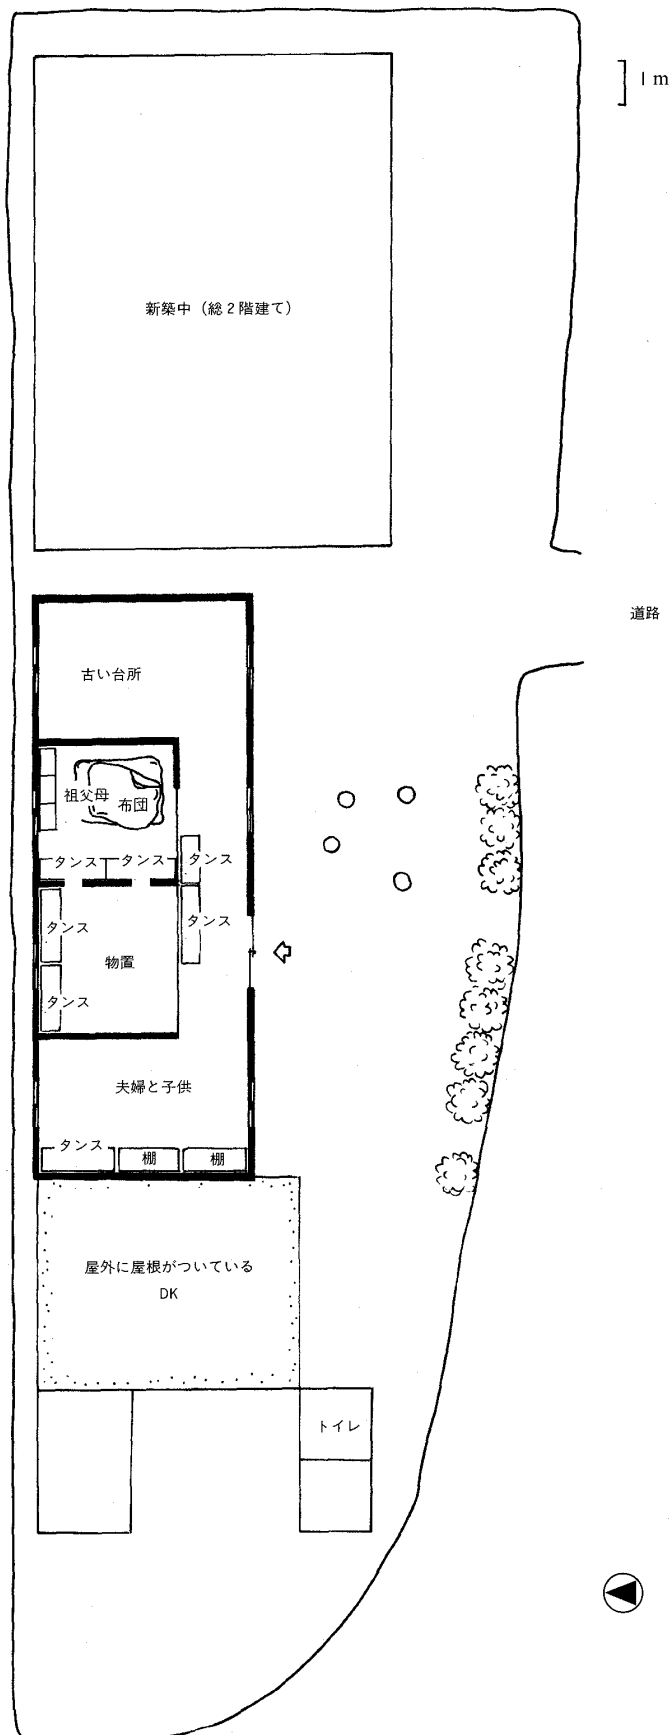 1 m
新築中（総2階建て）
道路
古い台所
祖父母
布団
タンス
タンス
タンス
タンス
タンス
物置
タンス
夫婦と子供
タンス
棚
棚
屋外に屋根がついている
DK
トイレ